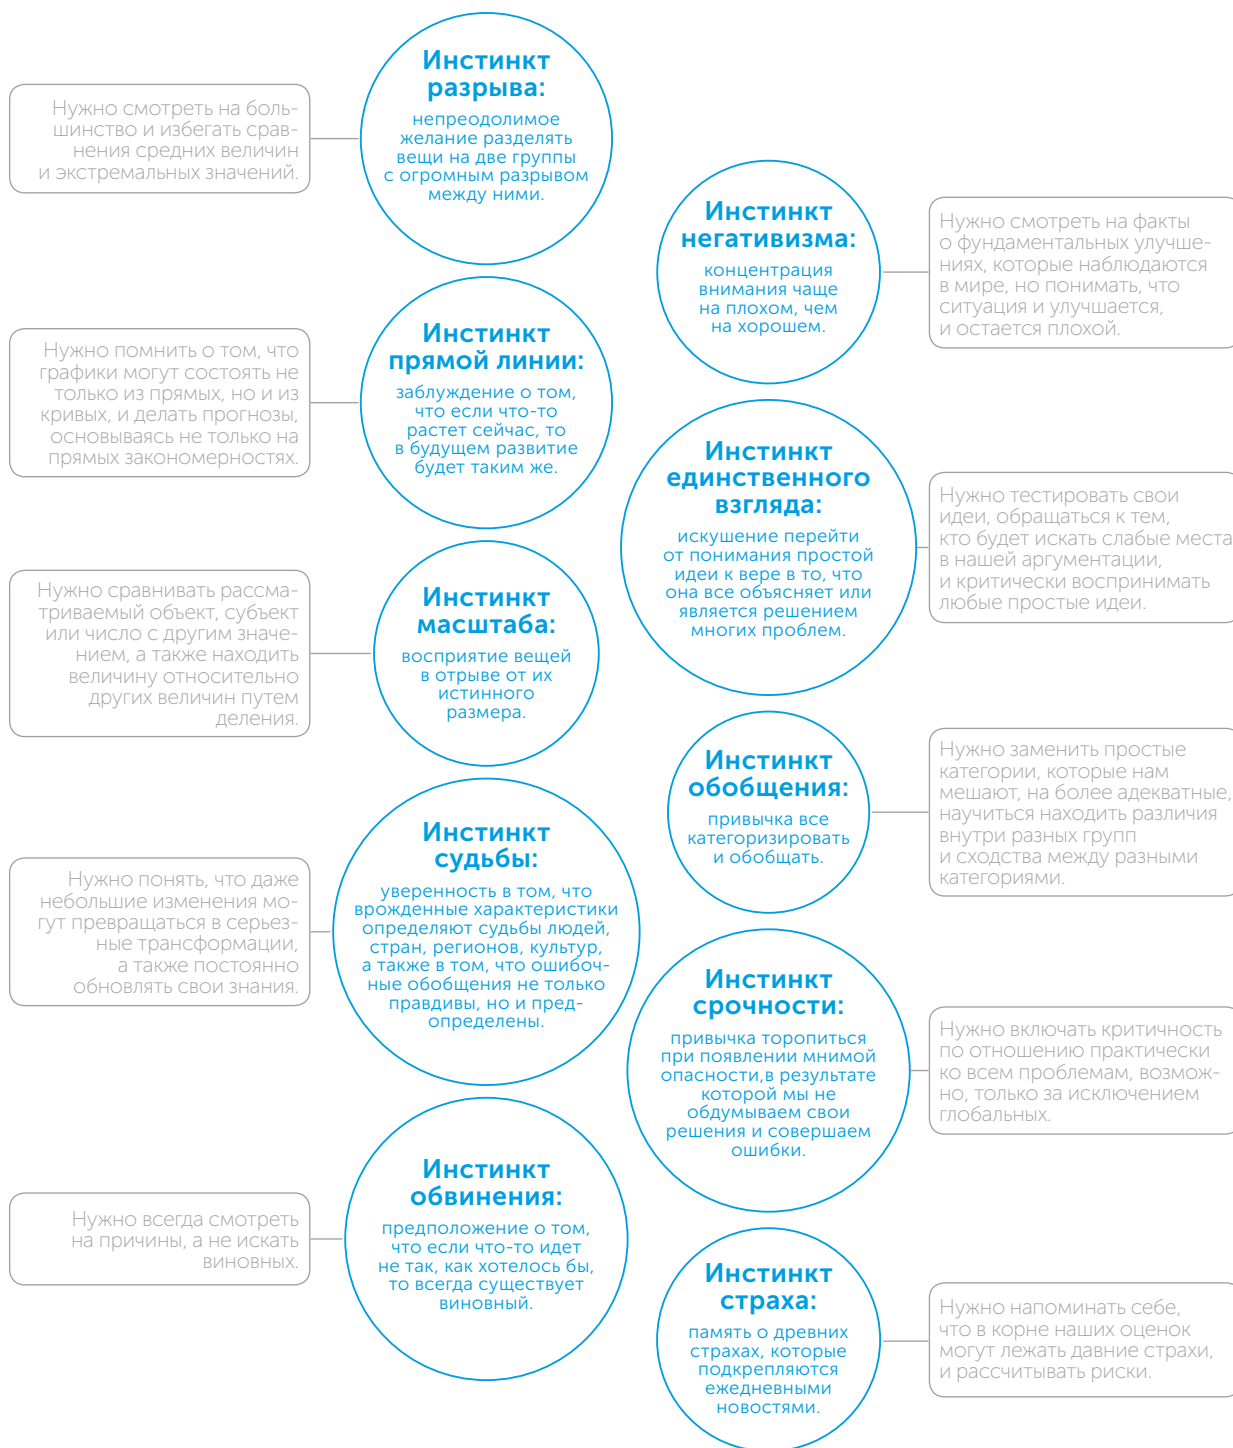 Инстинкт
разрыва:
непреодолимое
желание разделять
вещи на две группы
с огромным разрывом
между ними.
Нужно смотреть на боль-
шинство и избегать срав-
нения средних величин
и экстремальных значений.
Инстинкт
негативизма:
концентрация
внимания чаще
на плохом, чем
на хорошем.
Нужно смотреть на факты
о фундаментальных улучше-
ниях, которые наблюдаются
в мире, но понимать, что
ситуация и улучшается,
и остается плохой.
Инстинкт
прямой линии:
заблуждение о том,
что если что-то
растет сейчас, то
в будущем развитие
будет таким же.
Нужно помнить о том, что
графики могут состоять не
только из прямых, но и из
кривых, и делать прогнозы,
основываясь не только на
прямых закономерностях.
Инстинкт
единственного
взгляда:
искушение перейти
от понимания простой
идеи к вере в то, что
она все объясняет или
является решением
многих проблем.
Нужно тестировать свои
идеи, обращаться к тем,
кто будет искать слабые места
в нашей аргументации,
и критически воспринимать
любые простые идеи.
Инстинкт
масштаба:
восприятие вещей
в отрыве от их
истинного
размера.
Нужно сравнивать рассма-
триваемый объект, субъект
или число с другим значе-
нием, а также находить
величину относительно
других величин путем
деления.
Инстинкт
обобщения:
привычка все
категоризировать
и обобщать.
Нужно заменить простые
категории, которые нам
мешают, на более адекватные,
научиться находить различия
внутри разных групп
и сходства между разными
категориями.
Инстинкт
судьбы:
уверенность в том, что
врожденные характеристики
определяют судьбы людей,
стран, регионов, культур,
а также в том, что ошибоч-
ные обобщения не только
правдивы, но и пред-
определены.
Нужно понять, что даже
небольшие изменения мо-
гут превращаться в серьез-
ные трансформации,
а также постоянно
обновлять свои знания.
Инстинкт
срочности:
привычка торопиться
при появлении мнимой
опасности,в результате
которой мы не
обдумываем свои
решения и совершаем
ошибки.
Нужно включать критичность
по отношению практически
ко всем проблемам, возмож-
но, только за исключением
глобальных.
Инстинкт
обвинения:
предположение о том,
что если что-то идет
не так, как хотелось бы,
то всегда существует
виновный.
Нужно всегда смотреть
на причины, а не искать
виновных.
Инстинкт
страха:
память о древних
страхах, которые
подкрепляются
ежедневными
новостями.
Нужно напоминать себе,
что в корне наших оценок
могут лежать давние страхи,
и рассчитывать риски.